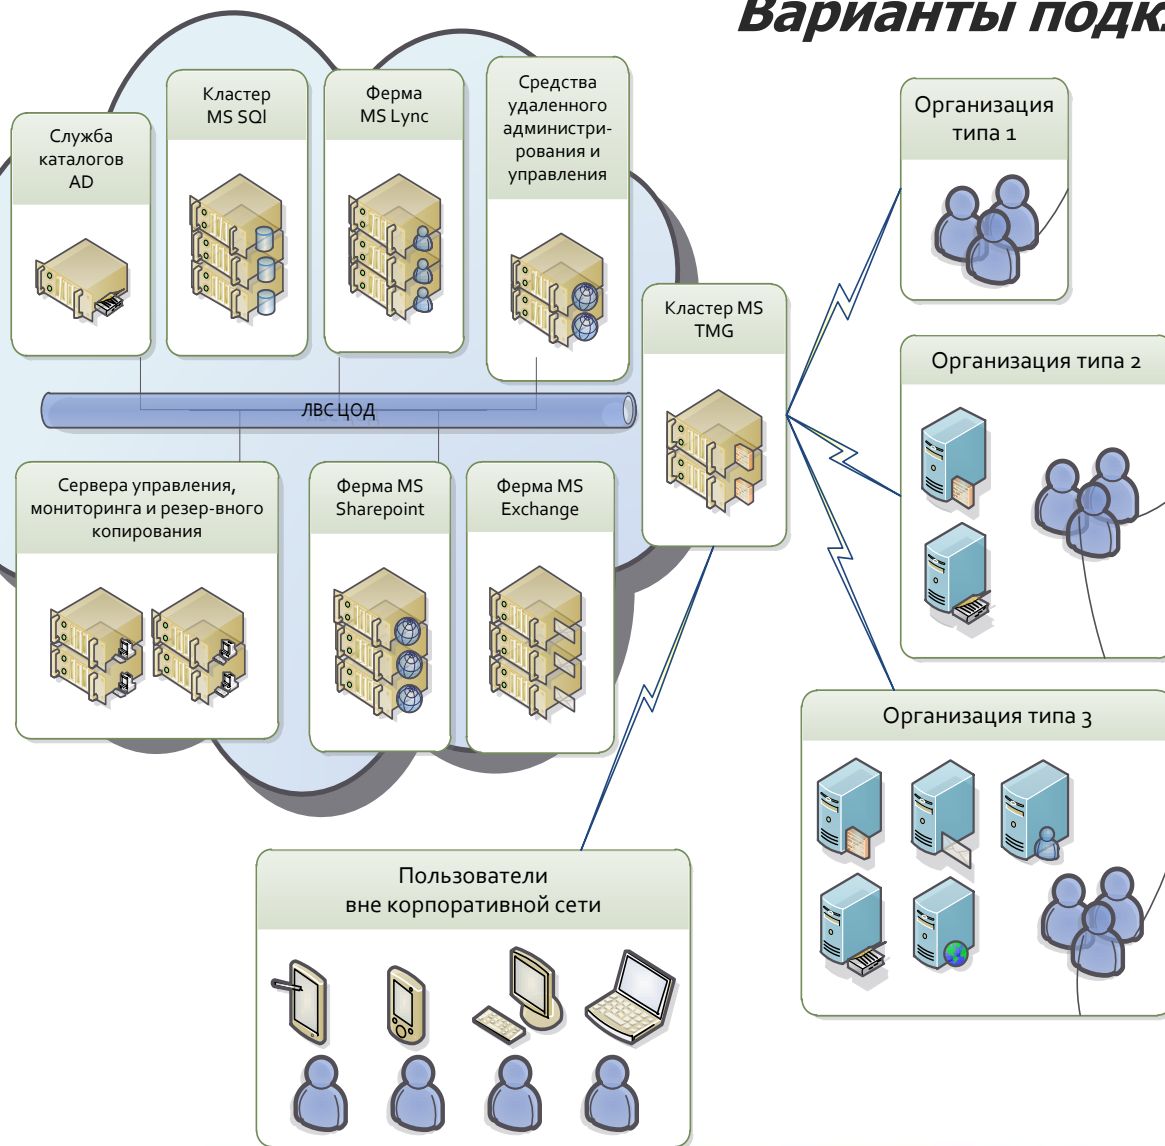 Варианты подк
Служба
каталогов
AD
Кластер
MS SQl
Ферма
MS Lync
Средства
удаленного
администри-
рования и
управления
Кластер MS
TMG
ЛВС ЦОД
Сервера управления,
мониторинга и резер-вного
копирования
Ферма MS
Sharepoint
Ферма MS
Exchange
Организация
типа 1
Организация типа 2
Организация типа 3
Пользователи
вне корпоративной сети